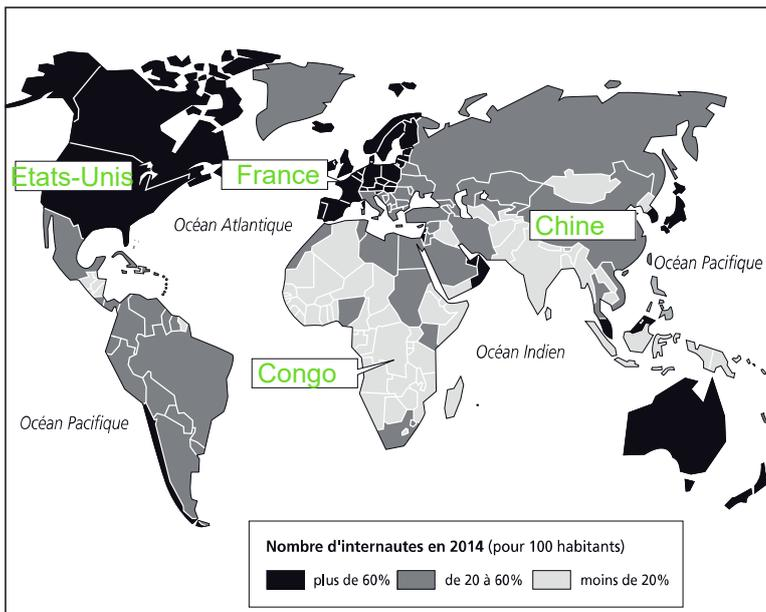 Etats-Unis
France
Océan Atlantique
Chine
Océan Pacifique
Congo
Océan Indien
Océan Pacifique
Nombre d'internautes en 2014 (pour 100 habitants)
plus de 60% de 20 à 60% moins de 20%